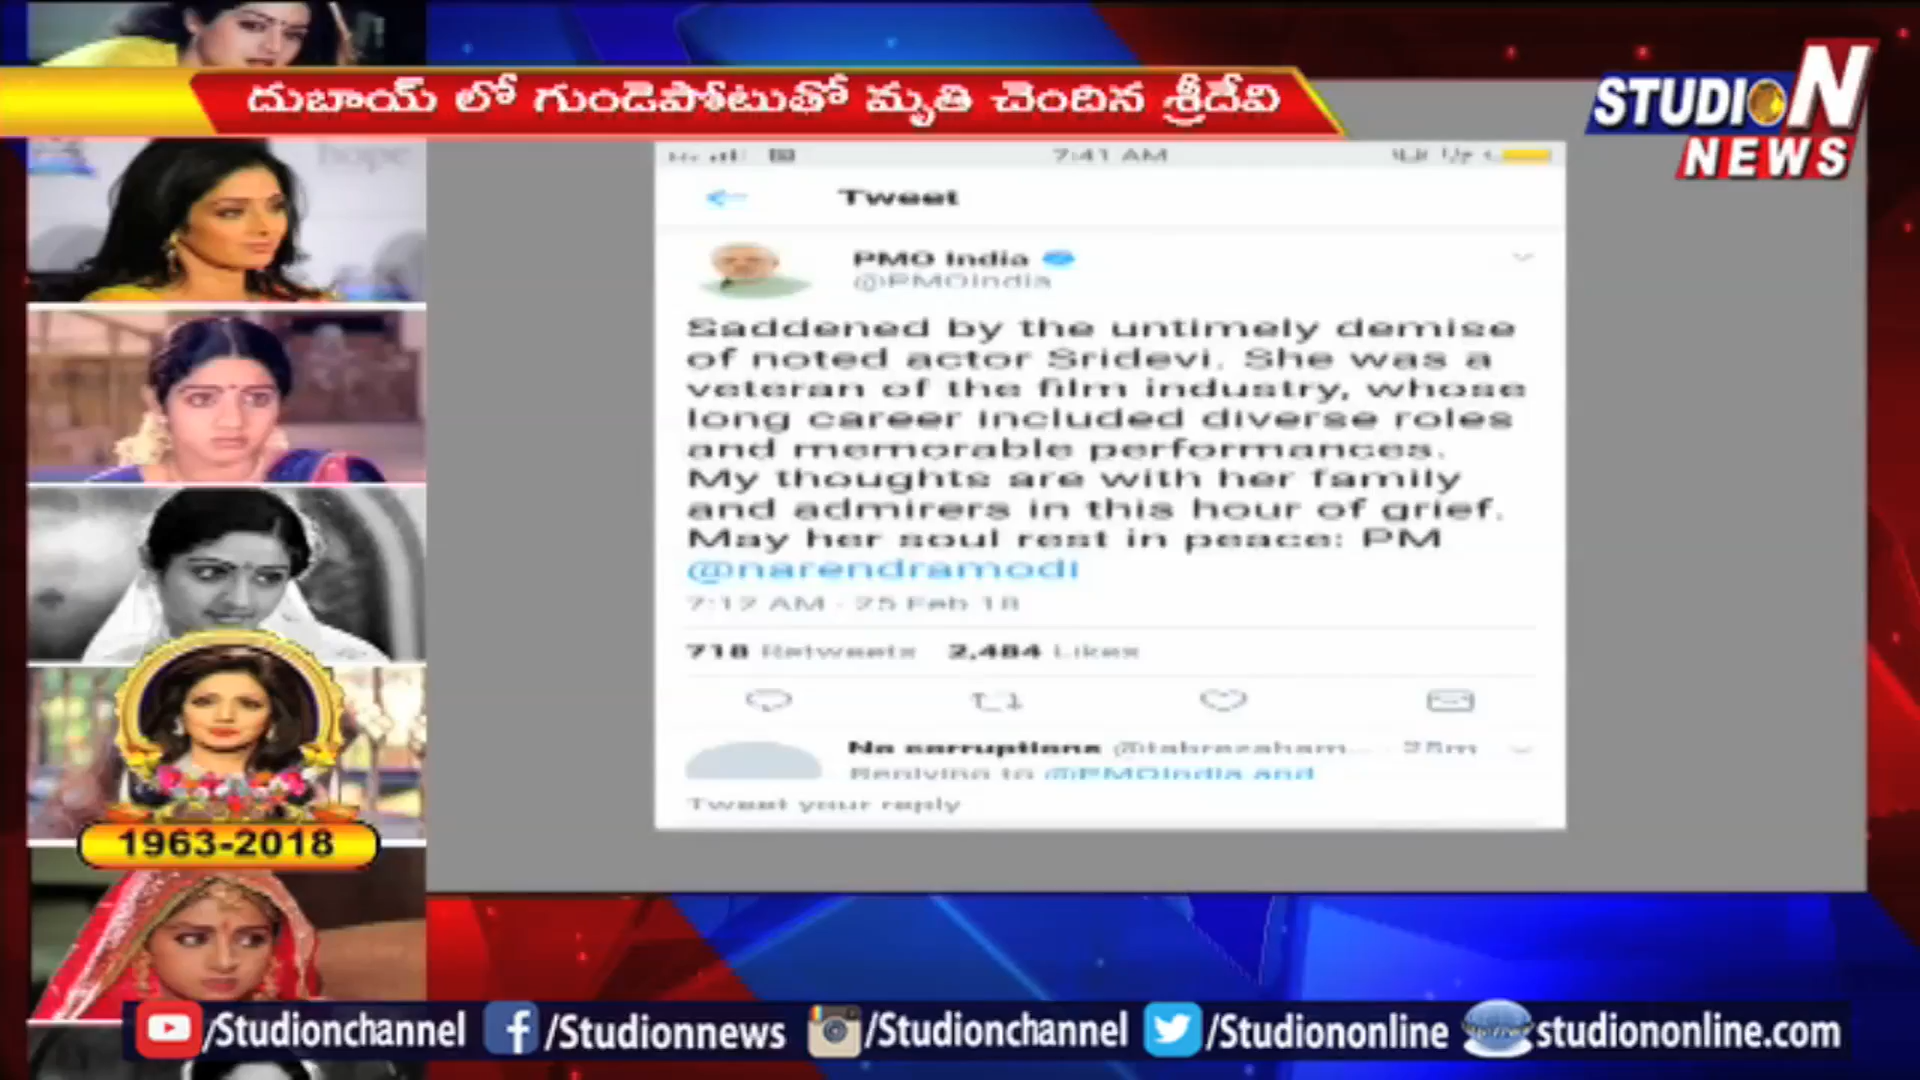 దుబాయ్ లో గుండెపోటుతో మృతి చెందిన శ్రీదేవి
STUDIO N
NEWS
hope
7:41 AM
Tweet
PMO India
@PMOIndia
Saddened by the untimely demise
of noted actor Sridevi. She was a
veteran of the film industry, whose
long career included diverse roles
and memorable performances.
My thoughts are with her family
and admirers in this hour of grief.
May her soul rest in peace: PM
@narendramodi
7:12 AM · 25 Feb 18
718 Retweets 2,484 Likes
No corruptions
Replying to @PMOIndia and
Tweet your reply
1963-2018
/Studionchannel /Studionnews /Studionchannel /Studiononline studiononline.com